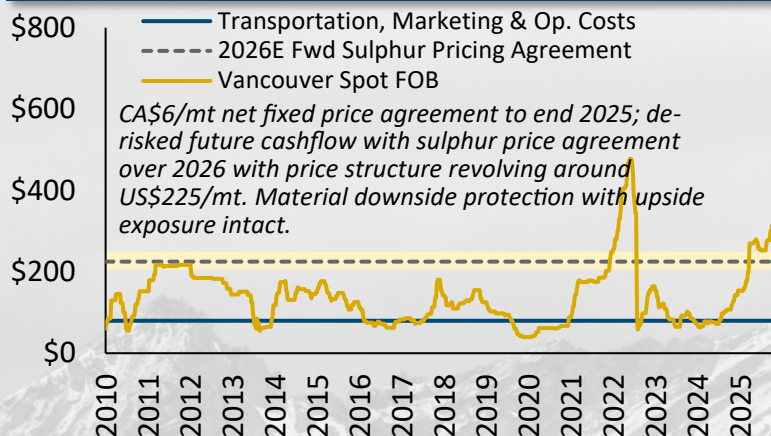 Transportation, Marketing & Op. Costs
2026E Fwd Sulphur Pricing Agreement
Vancouver Spot FOB
CA$6/mt net fixed price agreement to end 2025; de-
risked future cashflow with sulphur price agreement
over 2026 with price structure revolving around
US$225/mt. Material downside protection with upside
exposure intact.
$800
$600
$400
$200
$0
2010
2011
2012
2013
2014
2015
2016
2017
2018
2019
2020
2021
2022
2023
2024
2025